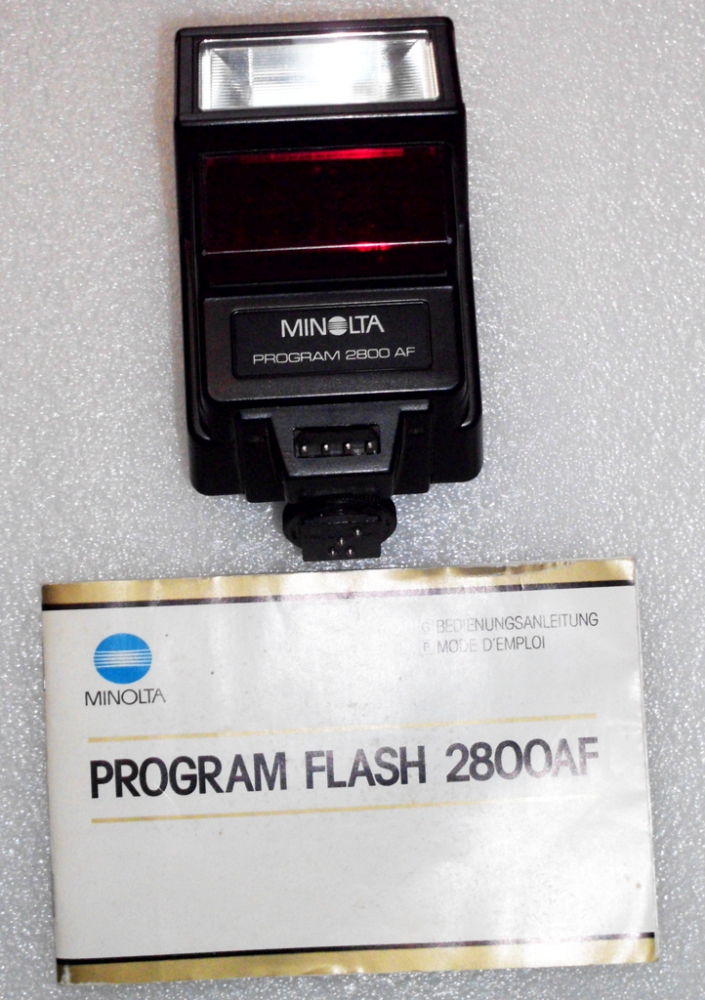 MINOLTA
PROGRAM 2800 AF
G BEDIENUNGSANLEITUNG
F MODE D'EMPLOI
MINOLTA
PROGRAM FLASH 2800AF